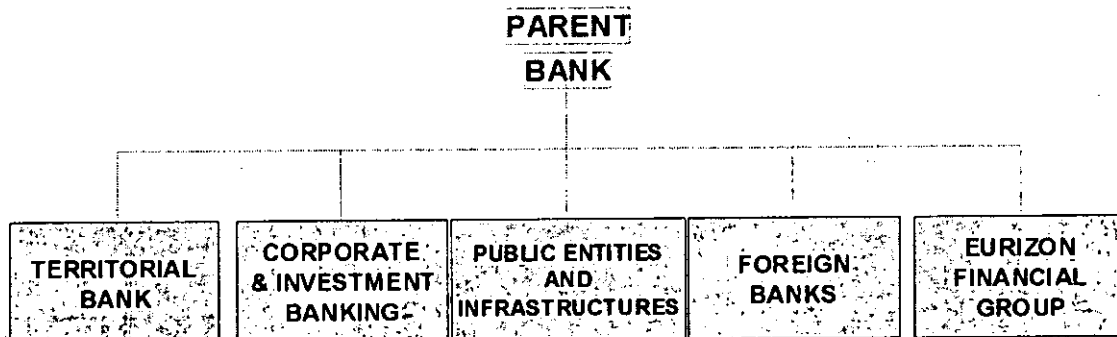 PARENT
BANK
TERRITORIAL
BANK
CORPORATE
& INVESTMENT
BANKING
PUBLIC ENTITIES
AND
INFRASTRUCTURES
FOREIGN
BANKS
EURIZON
FINANCIAL
GROUP